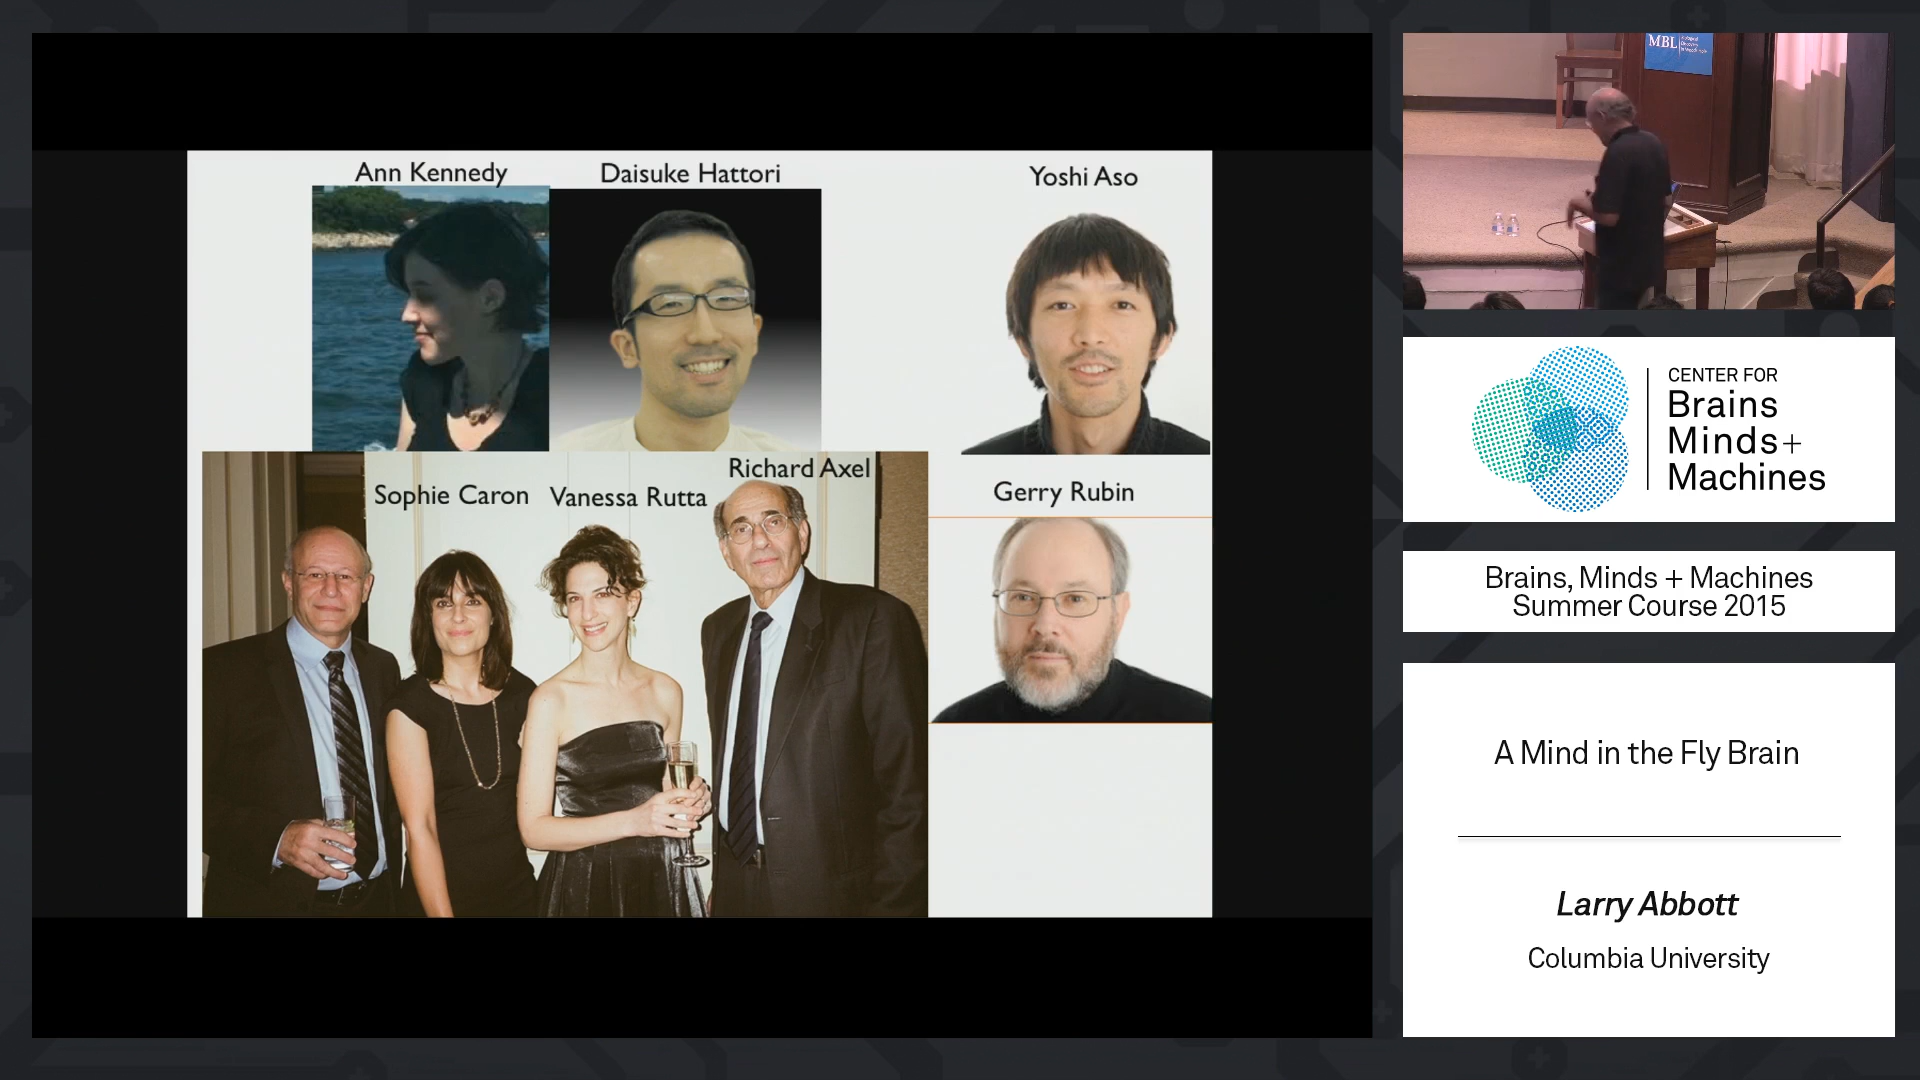 Ann Kennedy
Daisuke Hattori
Yoshi Aso
Richard Axel
Sophie Caron
Vanessa Rutta
Gerry Rubin
MBL
CENTER FOR
Brains
Minds+
Machines
Brains, Minds + Machines
Summer Course 2015
A Mind in the Fly Brain
Larry Abbott
Columbia University